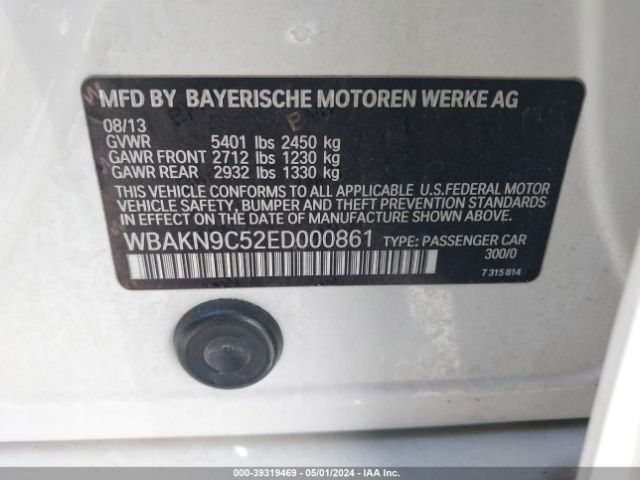 MFD BY BAYERISCHE MOTOREN WERKE AG
08/13
GVWR 5401 lbs 2450 kg
GAWR FRONT 2712 lbs 1230 kg
GAWR REAR 2932 lbs 1330 kg
THIS VEHICLE CONFORMS TO ALL APPLICABLE U.S.FEDERAL MOTOR
VEHICLE SAFETY, BUMPER AND THEFT PREVENTION STANDARDS
IN EFFECT ON THE DATE OF MANUFACTURE SHOWN ABOVE.
WBAKN9C52ED000861 TYPE: PASSENGER CAR
300/0
7 315 814
000-39319469 - 05/01/2024 - IAA Inc.